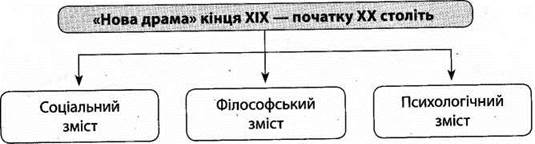 «Нова драма» кінця XIX — початку XX століть
Соціальний
зміст
Філософський
зміст
Психологічний
зміст